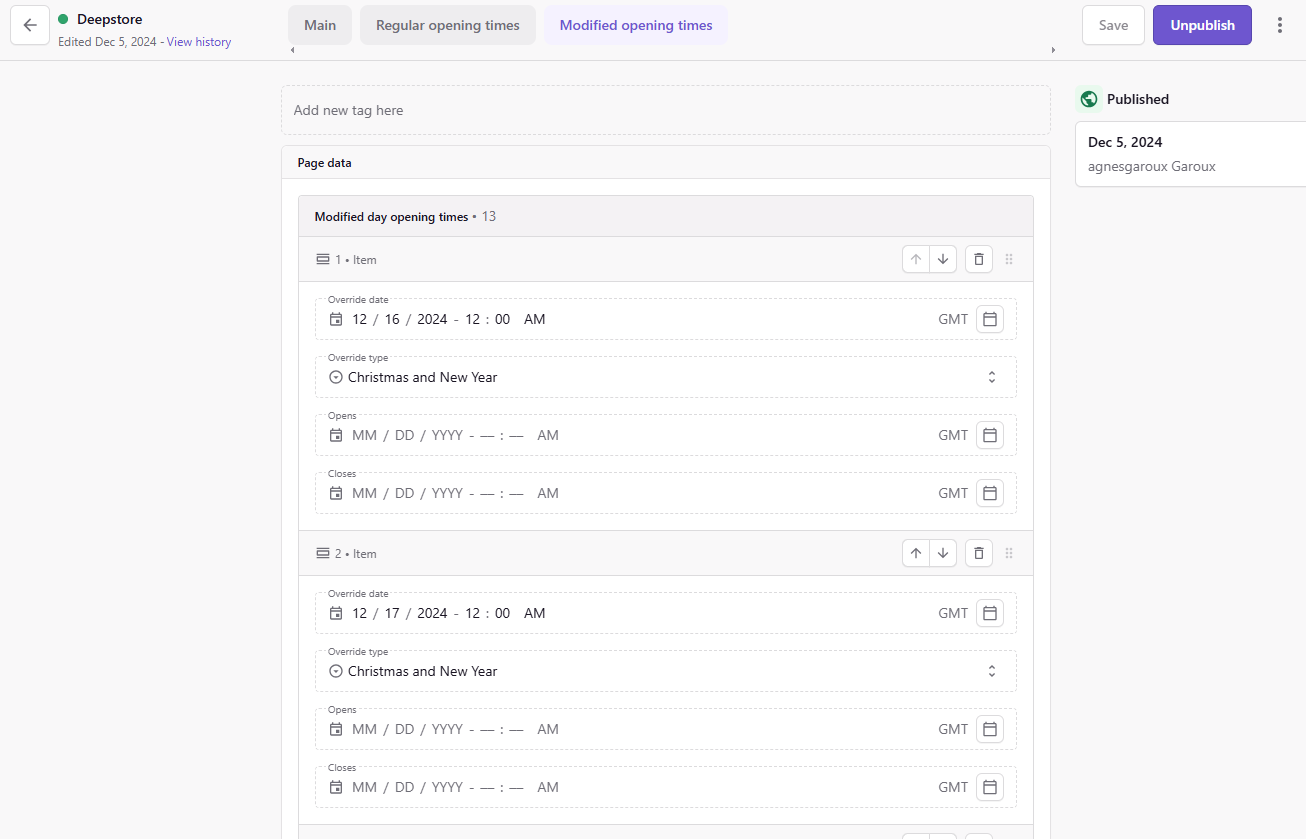 Deepstore
Edited Dec 5, 2024 - View history
Main
Regular opening times
Modified opening times
Save
Unpublish
Add new tag here
Published
Dec 5, 2024
agnesgaroux Garoux
Page data
Modified day opening times • 13
1 • Item
Override date
12 / 16 / 2024 - 12 : 00 AM GMT
Override type
Christmas and New Year
Opens
MM / DD / YYYY - –– : –– AM GMT
Closes
MM / DD / YYYY - –– : –– AM GMT
2 • Item
Override date
12 / 17 / 2024 - 12 : 00 AM GMT
Override type
Christmas and New Year
Opens
MM / DD / YYYY - –– : –– AM GMT
Closes
MM / DD / YYYY - –– : –– AM GMT